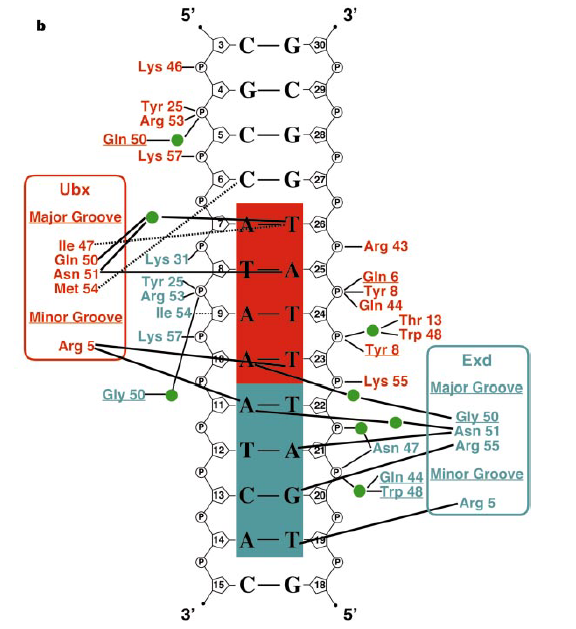 b
5’ 3’
3 C G 30
P P
Lys 46 P
4 G C 29
P P
Tyr 25
Arg 53
5 C G 28
Gln 50
Lys 57 P P
6 C G 27
Ubx
Major Groove
P P
7 A T 26
Ile 47
Gln 50
Asn 51
Met 54
Lys 31 P P Arg 43
8 T A 25
Tyr 25
Arg 53
P P
Gln 6
Tyr 8
Gln 44
Ile 54 9 A T 24
Minor Groove
Thr 13
Trp 48
Lys 57 P P
Tyr 8
Arg 5
10 A T 23
Exd
P P Lys 55
Major Groove
Gly 50
11 A T 22
Gly 50
Asn 51
Arg 55
P P
12 T A 21
Asn 47
P P
Gln 44
Trp 48
Minor Groove
13 C G 20
Arg 5
P P
14 A T 19
P P
15 C G 18
3’ 5’